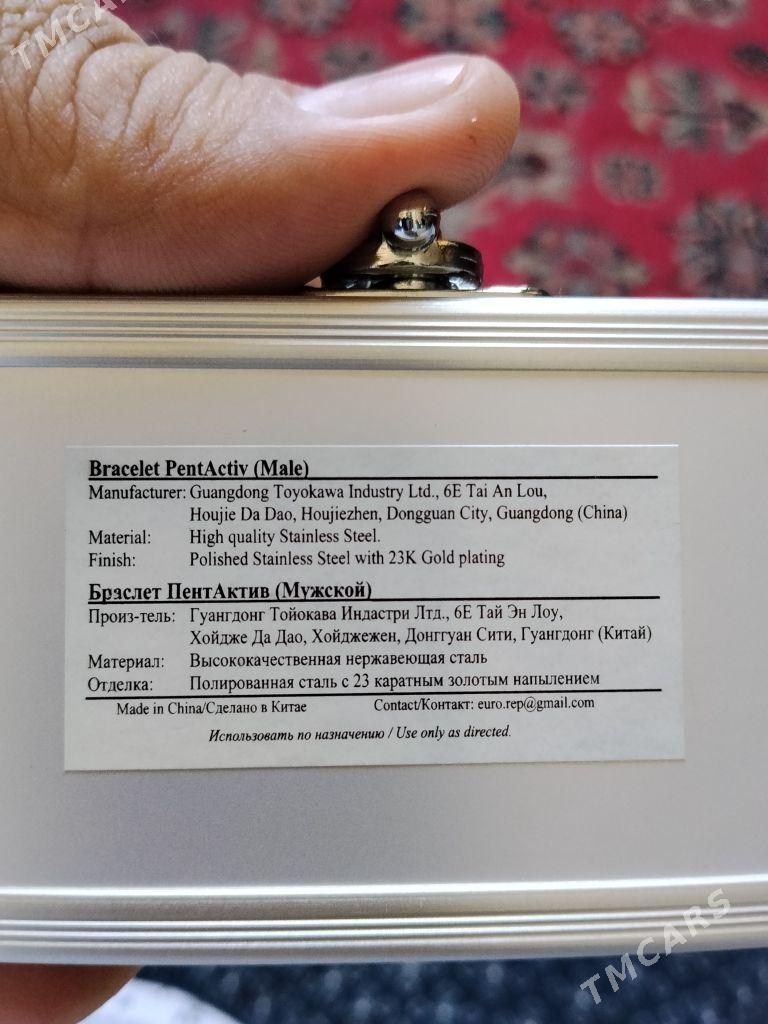 TMCARS
Bracelet PentActiv (Male)
Manufacturer: Guangdong Toyokawa Industry Ltd., 6E Tai An Lou,
Houjie Da Dao, Houjiezhen, Dongguan City, Guangdong (China)
Material: High quality Stainless Steel.
Finish: Polished Stainless Steel with 23K Gold plating
Браслет ПентАктив (Мужской)
Произ-тель: Гуангдонг Тойокава Индастри Лтд., 6Е Тай Эн Лоу,
Хойдже Да Дао, Хойджежен, Донггуан Сити, Гуангдонг (Китай)
Материал: Высококачественная нержавеющая сталь
Отделка: Полированная сталь с 23 каратным золотым напылением
Made in China/Сделано в Китае Contact/Контакт: euro.rep@gmail.com
Использовать по назначению / Use only as directed.
TMCARS